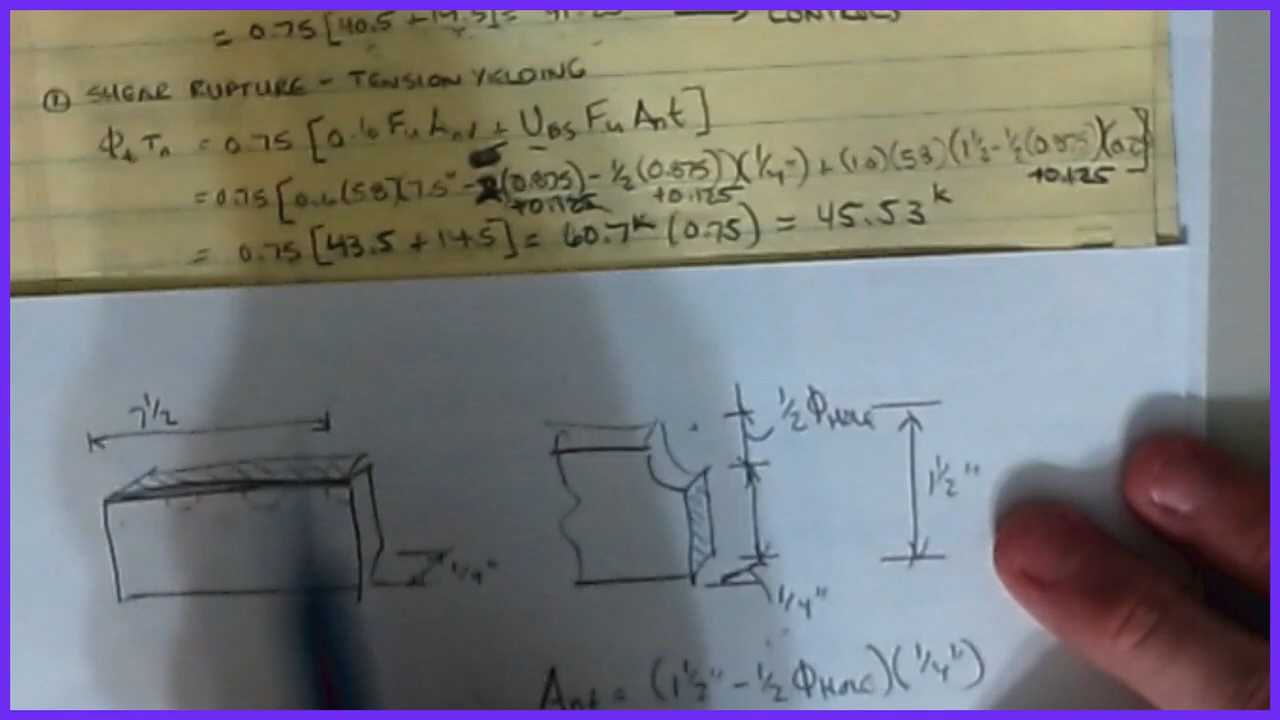 = 0.75 [40.5 + 14.5] = → CONTROLS
① SHEAR RUPTURE - TENSION YIELDING
ϕt Tn = 0.75 [0.6 Fu Anv + UBS Fu Ant]
= 0.75 [0.6(58)(7.5" - 2(0.875) - ½(0.875))(¼") + (1.0)(58)(1½ - ½(0.875))(0.25)]
+0.125 +0.125 +0.125
= 0.75 [43.5 + 14.5] = 60.7ᵏ (0.75) = 45.53ᵏ
7½
½ ϕHOLE
1½"
¼"
¼"
Ant = (1½" - ½ ϕHOLE)(¼")